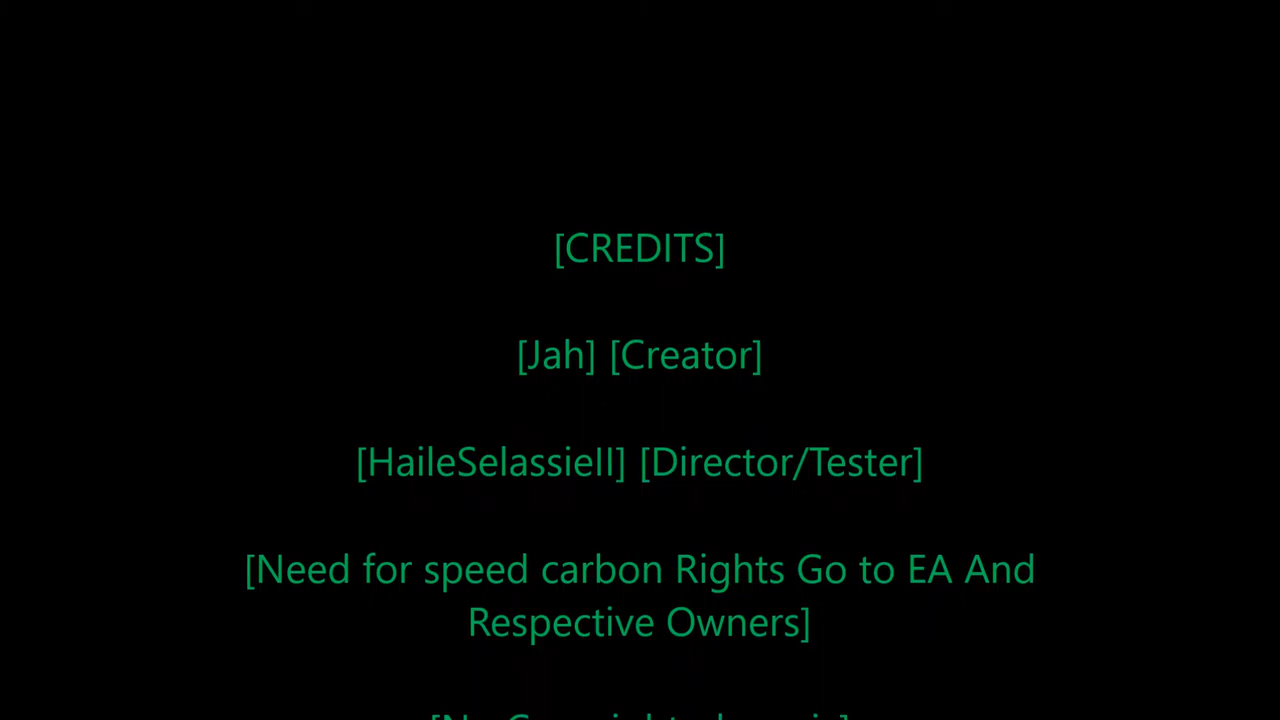 [CREDITS]
[Jah] [Creator]
[HaileSelassieII] [Director/Tester]
[Need for speed carbon Rights Go to EA And
Respective Owners]